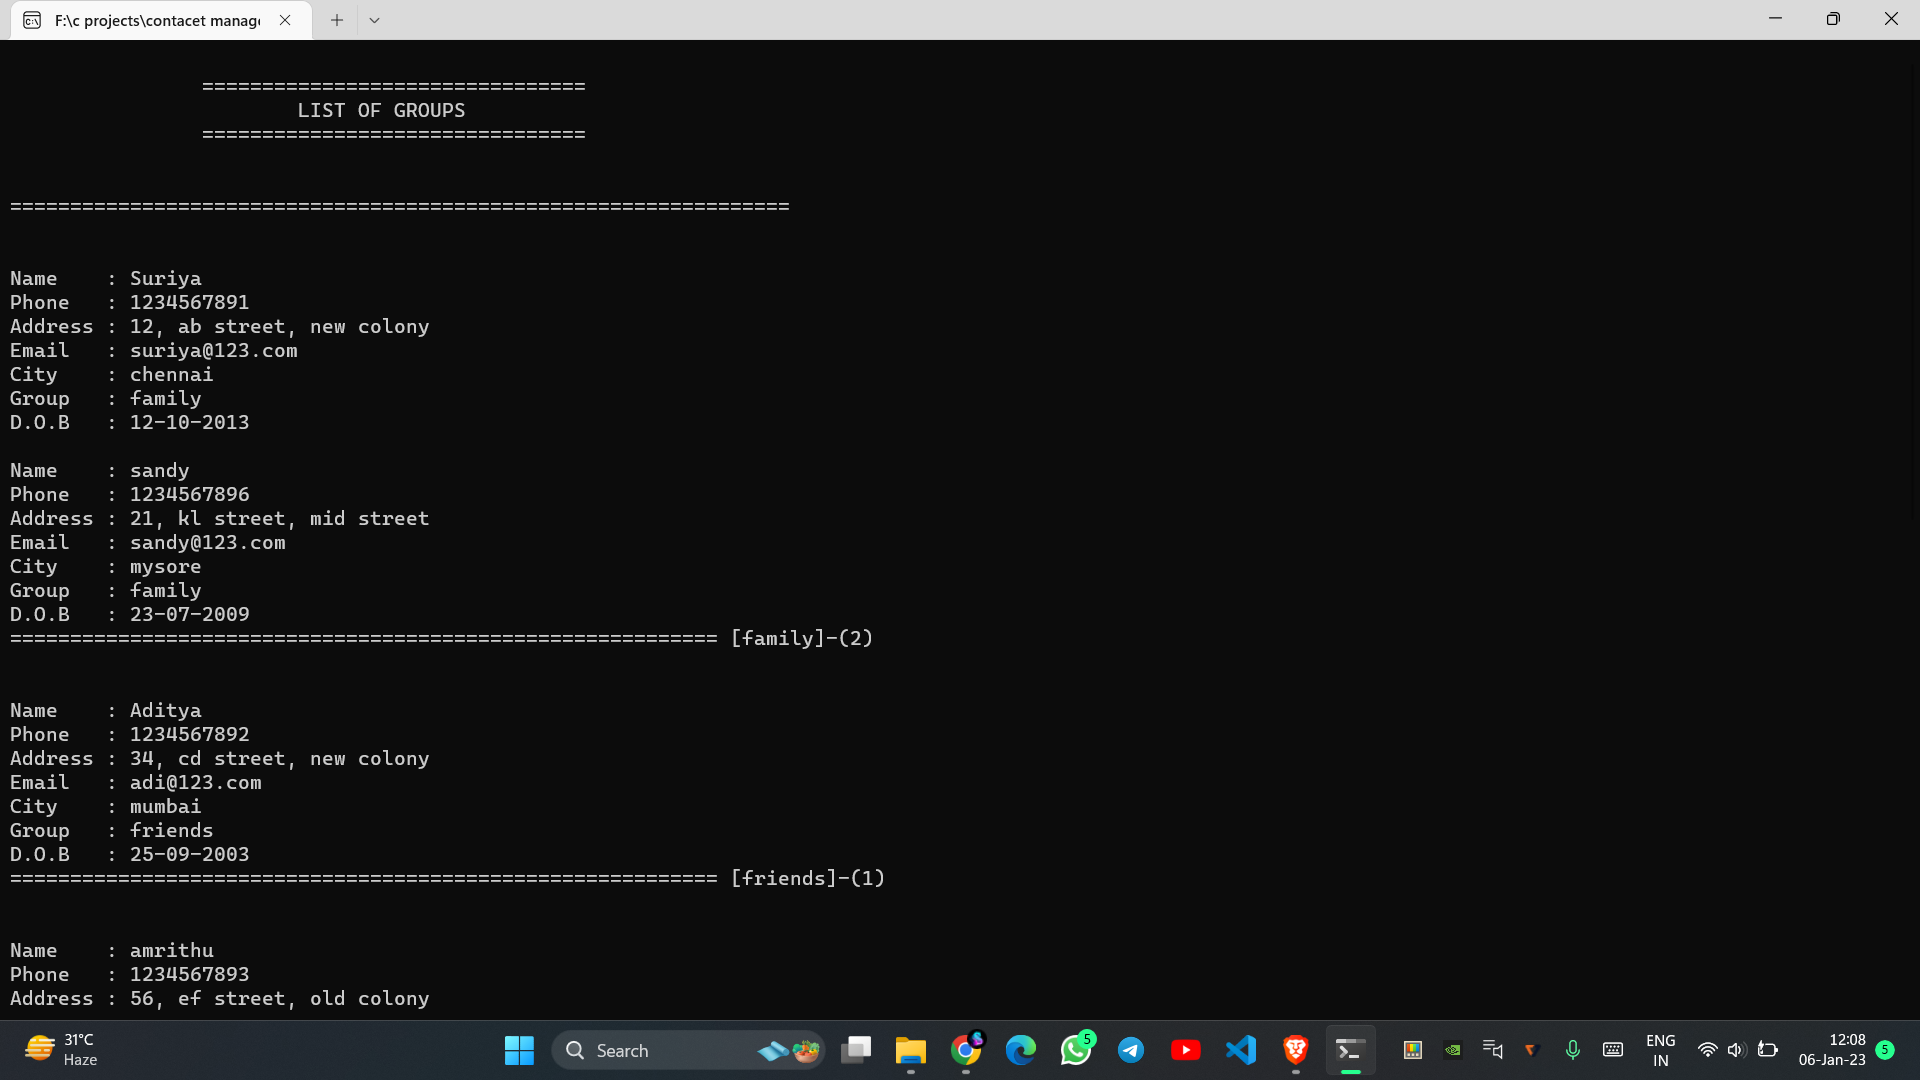 F:\c projects\contacet manag
================================
LIST OF GROUPS
================================
=================================================================
Name    : Suriya
Phone   : 1234567891
Address : 12, ab street, new colony
Email   : suriya@123.com
City    : chennai
Group   : family
D.O.B   : 12-10-2013
Name    : sandy
Phone   : 1234567896
Address : 21, kl street, mid street
Email   : sandy@123.com
City    : mysore
Group   : family
D.O.B   : 23-07-2009
=========================================================== [family]-(2)
Name    : Aditya
Phone   : 1234567892
Address : 34, cd street, new colony
Email   : adi@123.com
City    : mumbai
Group   : friends
D.O.B   : 25-09-2003
=========================================================== [friends]-(1)
Name    : amrithu
Phone   : 1234567893
Address : 56, ef street, old colony
31°C
Haze
Search
5
ENG
IN
12:08
06-Jan-23
5